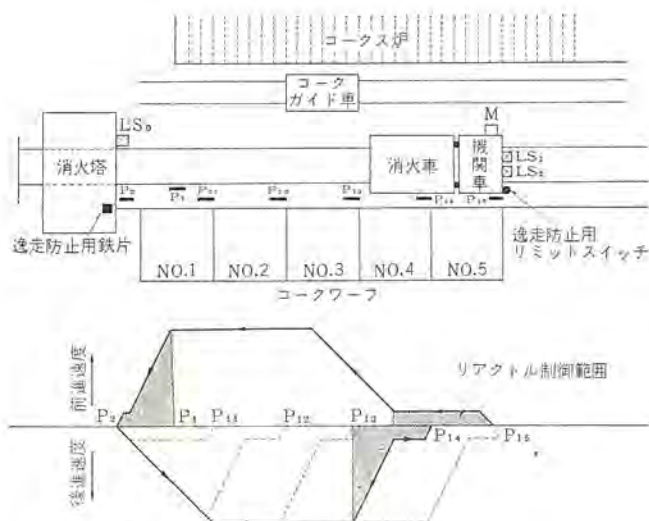 コークス炉
コーク
ガイド車
M
LS₀
消火塔
消火車
機関車
LS₁
LS₂
P₂
P₁
P₁₁
P₁₂
P₁₃
P₁₄
P₁₅
逸走防止用鉄片
逸走防止用
リミットスイッチ
NO.1
NO.2
NO.3
NO.4
NO.5
コークワーフ
前進速度
リアクトル制御範囲
P₂
P₁
P₁₁
P₁₂
P₁₃
P₁₄
P₁₅
後進速度